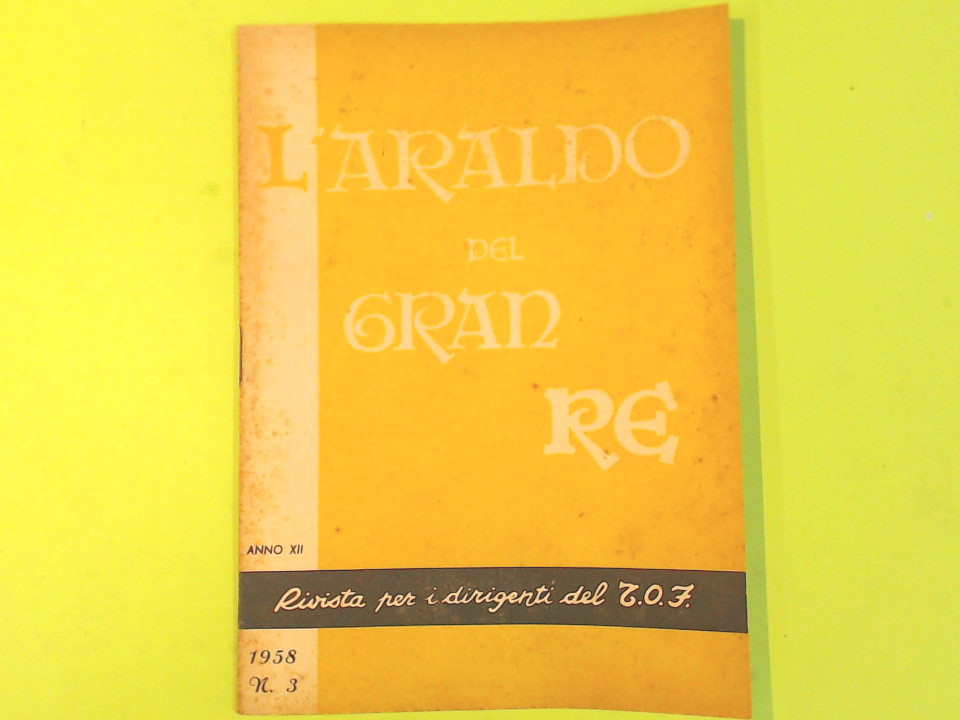 L'ARALDO
DEL
GRAN
RE
ANNO XII
Rivista per i dirigenti del T.O.F.
1958
N. 3